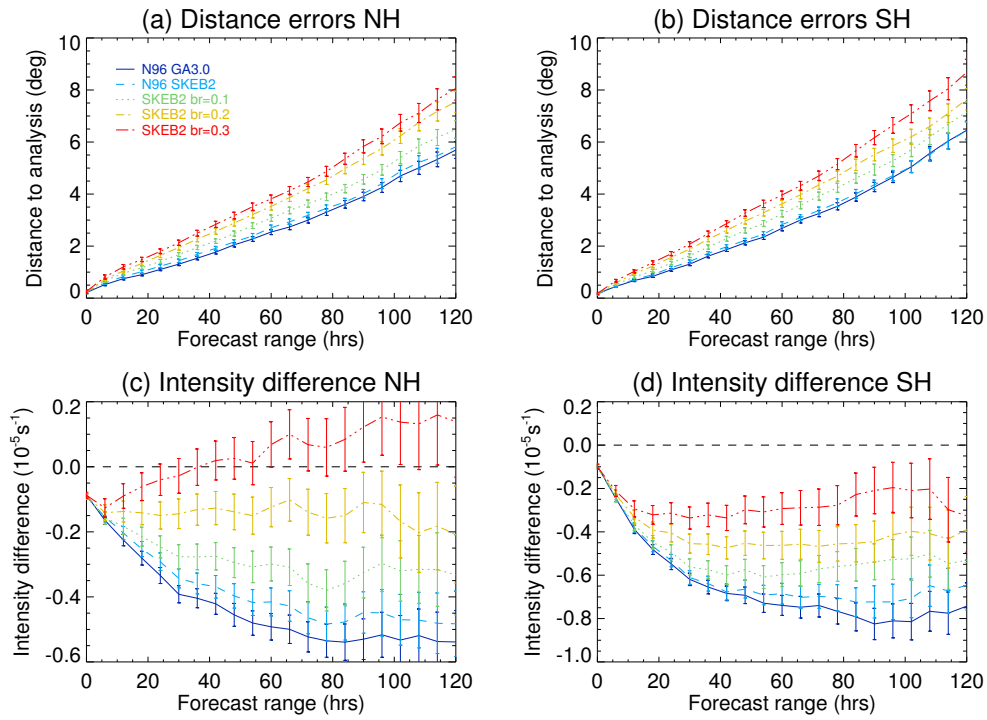 (a) Distance errors NH
(b) Distance errors SH
10
8
6
4
2
0
Distance to analysis (deg)
N96 GA3.0
N96 SKEB2
SKEB2 br=0.1
SKEB2 br=0.2
SKEB2 br=0.3
0 20 40 60 80 100 120
Forecast range (hrs)
10
8
6
4
2
0
Distance to analysis (deg)
0 20 40 60 80 100 120
Forecast range (hrs)
(c) Intensity difference NH
(d) Intensity difference SH
0.2
0.0
-0.2
-0.4
-0.6
Intensity difference (10-5s-1)
0 20 40 60 80 100 120
Forecast range (hrs)
0.2
0.0
-0.2
-0.4
-0.6
-0.8
-1.0
Intensity difference (10-5s-1)
0 20 40 60 80 100 120
Forecast range (hrs)